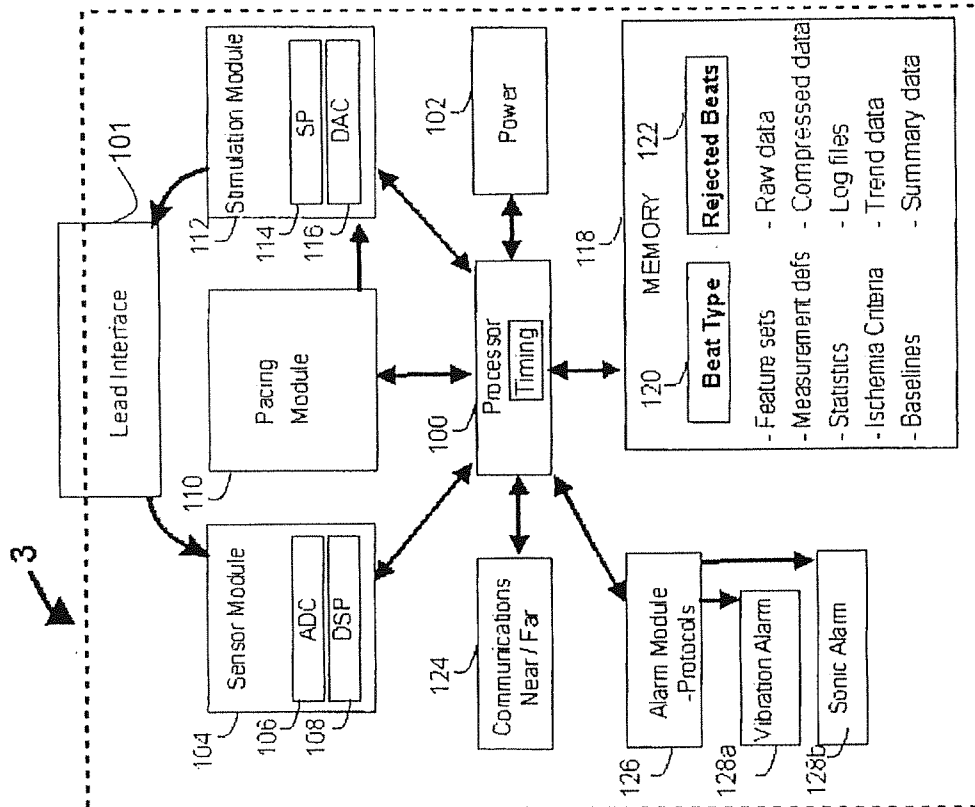 3
101
Lead Interface
104
Sensor Module
106
ADC
108
DSP
110
Pacing
Module
112
Stimulation Module
114
SP
116
DAC
124
Communications
Near / Far
100
Processor
Timing
102
Power
126
Alarm Module
-Protocols
128a
Vibration Alarm
128b
Sonic Alarm
118
MEMORY
120
Beat Type
122
Rejected Beats
- Feature sets
- Measurement defs
- Statistics
- Ischemia Criteria
- Baselines
- Raw data
- Compressed data
- Log files
- Trend data
- Summary data